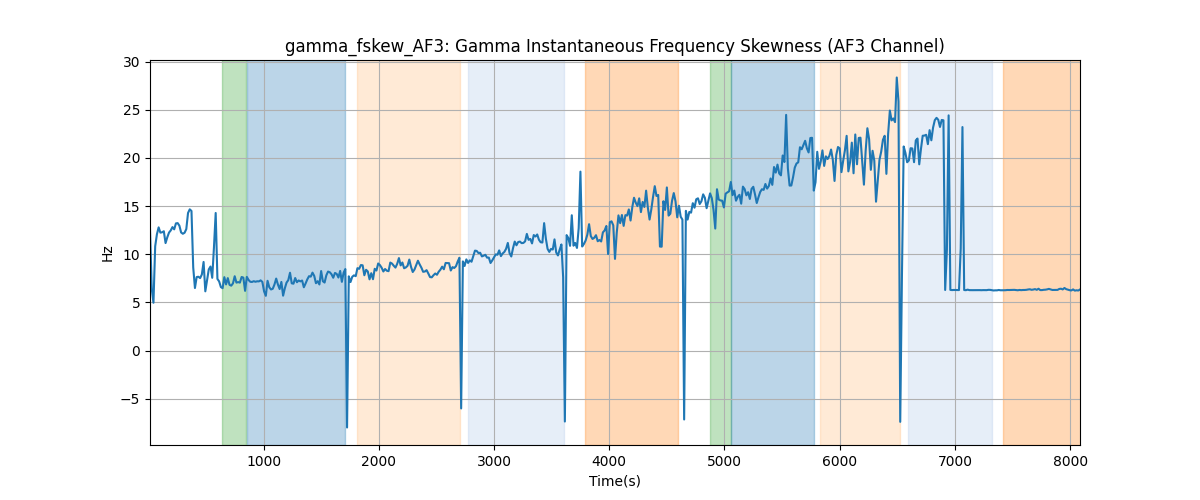 gamma_fskew_AF3: Gamma Instantaneous Frequency Skewness (AF3 Channel)
30
25
20
15
10
5
0
−5
Hz
1000 2000 3000 4000 5000 6000 7000 8000
Time(s)